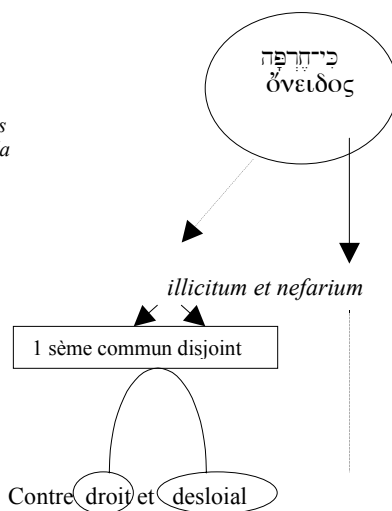 כִּי־חֶרְפָּה
ὄνειδος
s
a
illicitum et nefarium
1 sème commun disjoint
Contre droit et desloial